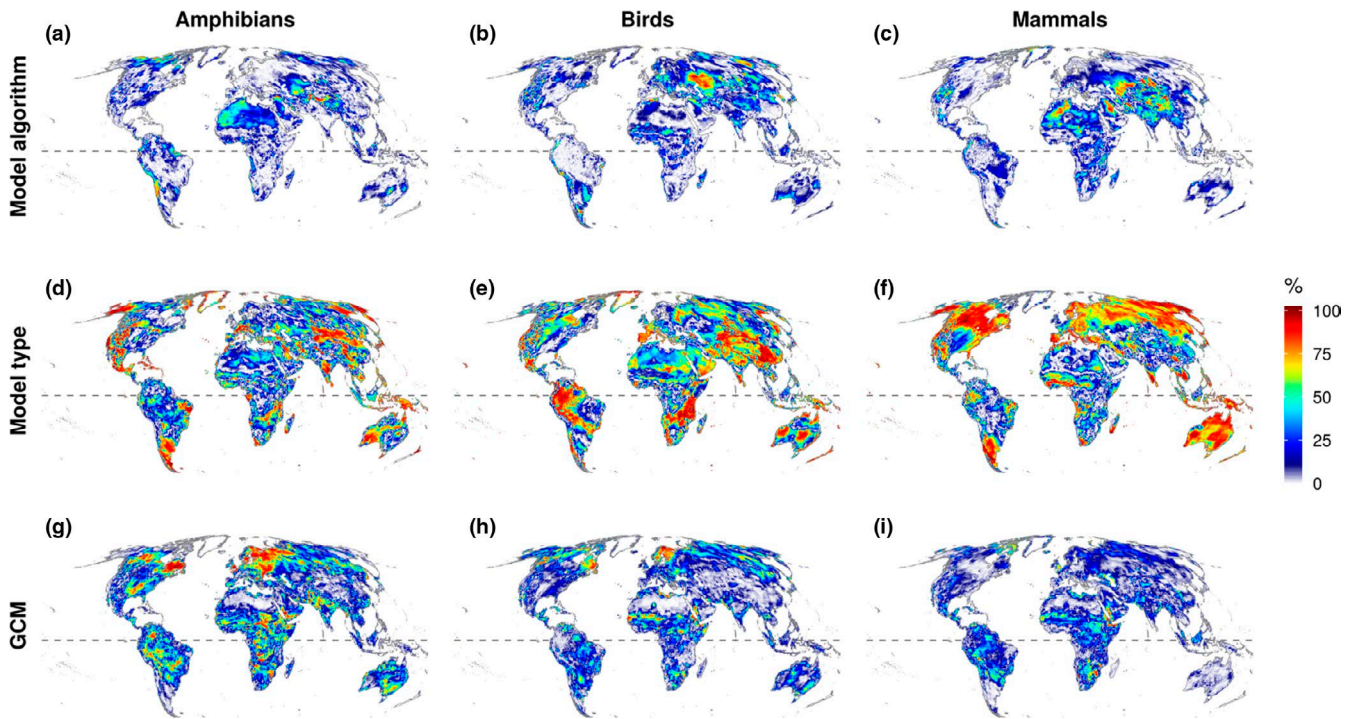 Amphibians Birds Mammals
(a) (b) (c)
Model algorithm
(d) (e) (f)
Model type
%
100
75
50
25
0
(g) (h) (i)
GCM